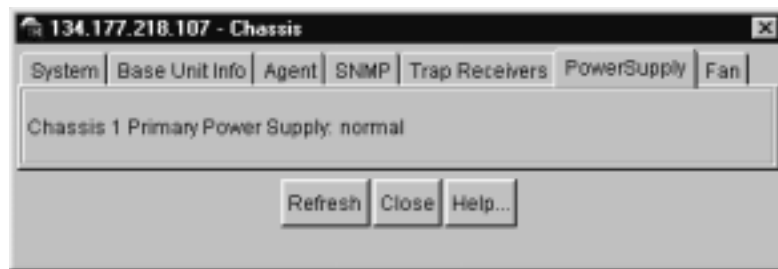 134.177.218.107 - Chassis
System Base Unit Info Agent SNMP Trap Receivers PowerSupply Fan
Chassis 1 Primary Power Supply: normal
Refresh Close Help...